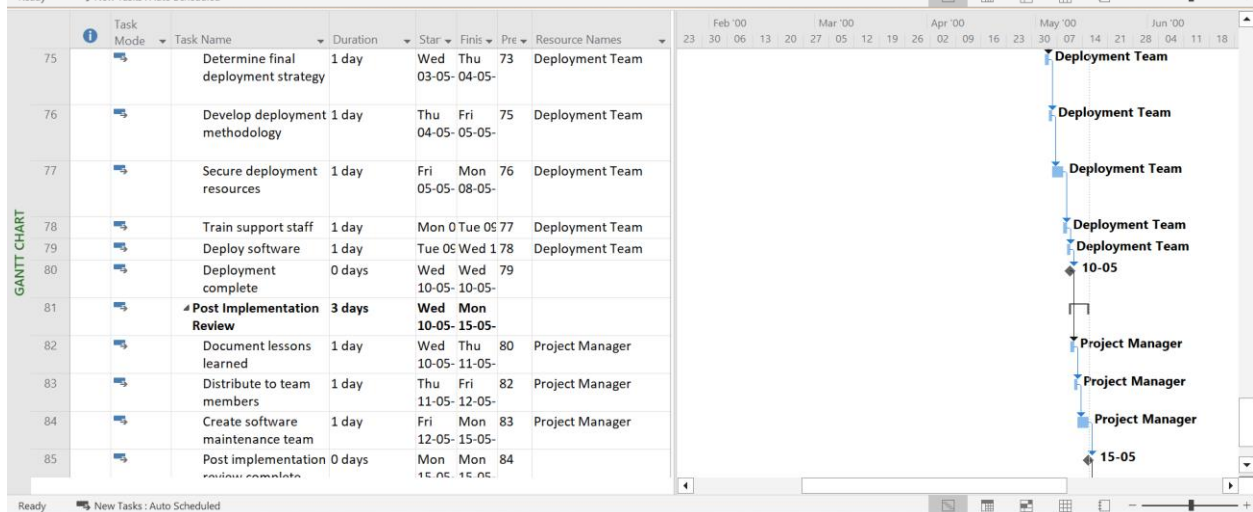 Task
Feb '00 Mar '00 Apr '00 May '00 Jun '00
Mode Task Name Duration Star Finis Pre Resource Names 23 30 06 13 20 27 05 12 19 26 02 09 16 23 30 07 14 21 28 04 11 18
75 Determine final 1 day Wed Thu 73 Deployment Team Deployment Team
deployment strategy 03-05- 04-05-
76 Develop deployment 1 day Thu Fri 75 Deployment Team Deployment Team
methodology 04-05- 05-05-
77 Secure deployment 1 day Fri Mon 76 Deployment Team Deployment Team
resources 05-05- 08-05-
78 Train support staff 1 day Mon 0 Tue 09 77 Deployment Team Deployment Team
79 Deploy software 1 day Tue 09 Wed 1 78 Deployment Team Deployment Team
80 Deployment 0 days Wed Wed 79 10-05
complete 10-05- 10-05-
81 Post Implementation 3 days Wed Mon
Review 10-05- 15-05-
82 Document lessons 1 day Wed Thu 80 Project Manager Project Manager
learned 10-05- 11-05-
83 Distribute to team 1 day Thu Fri 82 Project Manager Project Manager
members 11-05- 12-05-
84 Create software 1 day Fri Mon 83 Project Manager Project Manager
maintenance team 12-05- 15-05-
85 Post implementation 0 days Mon Mon 84 15-05
review complete 15-05- 15-05-
GANTT CHART
Ready New Tasks : Auto Scheduled